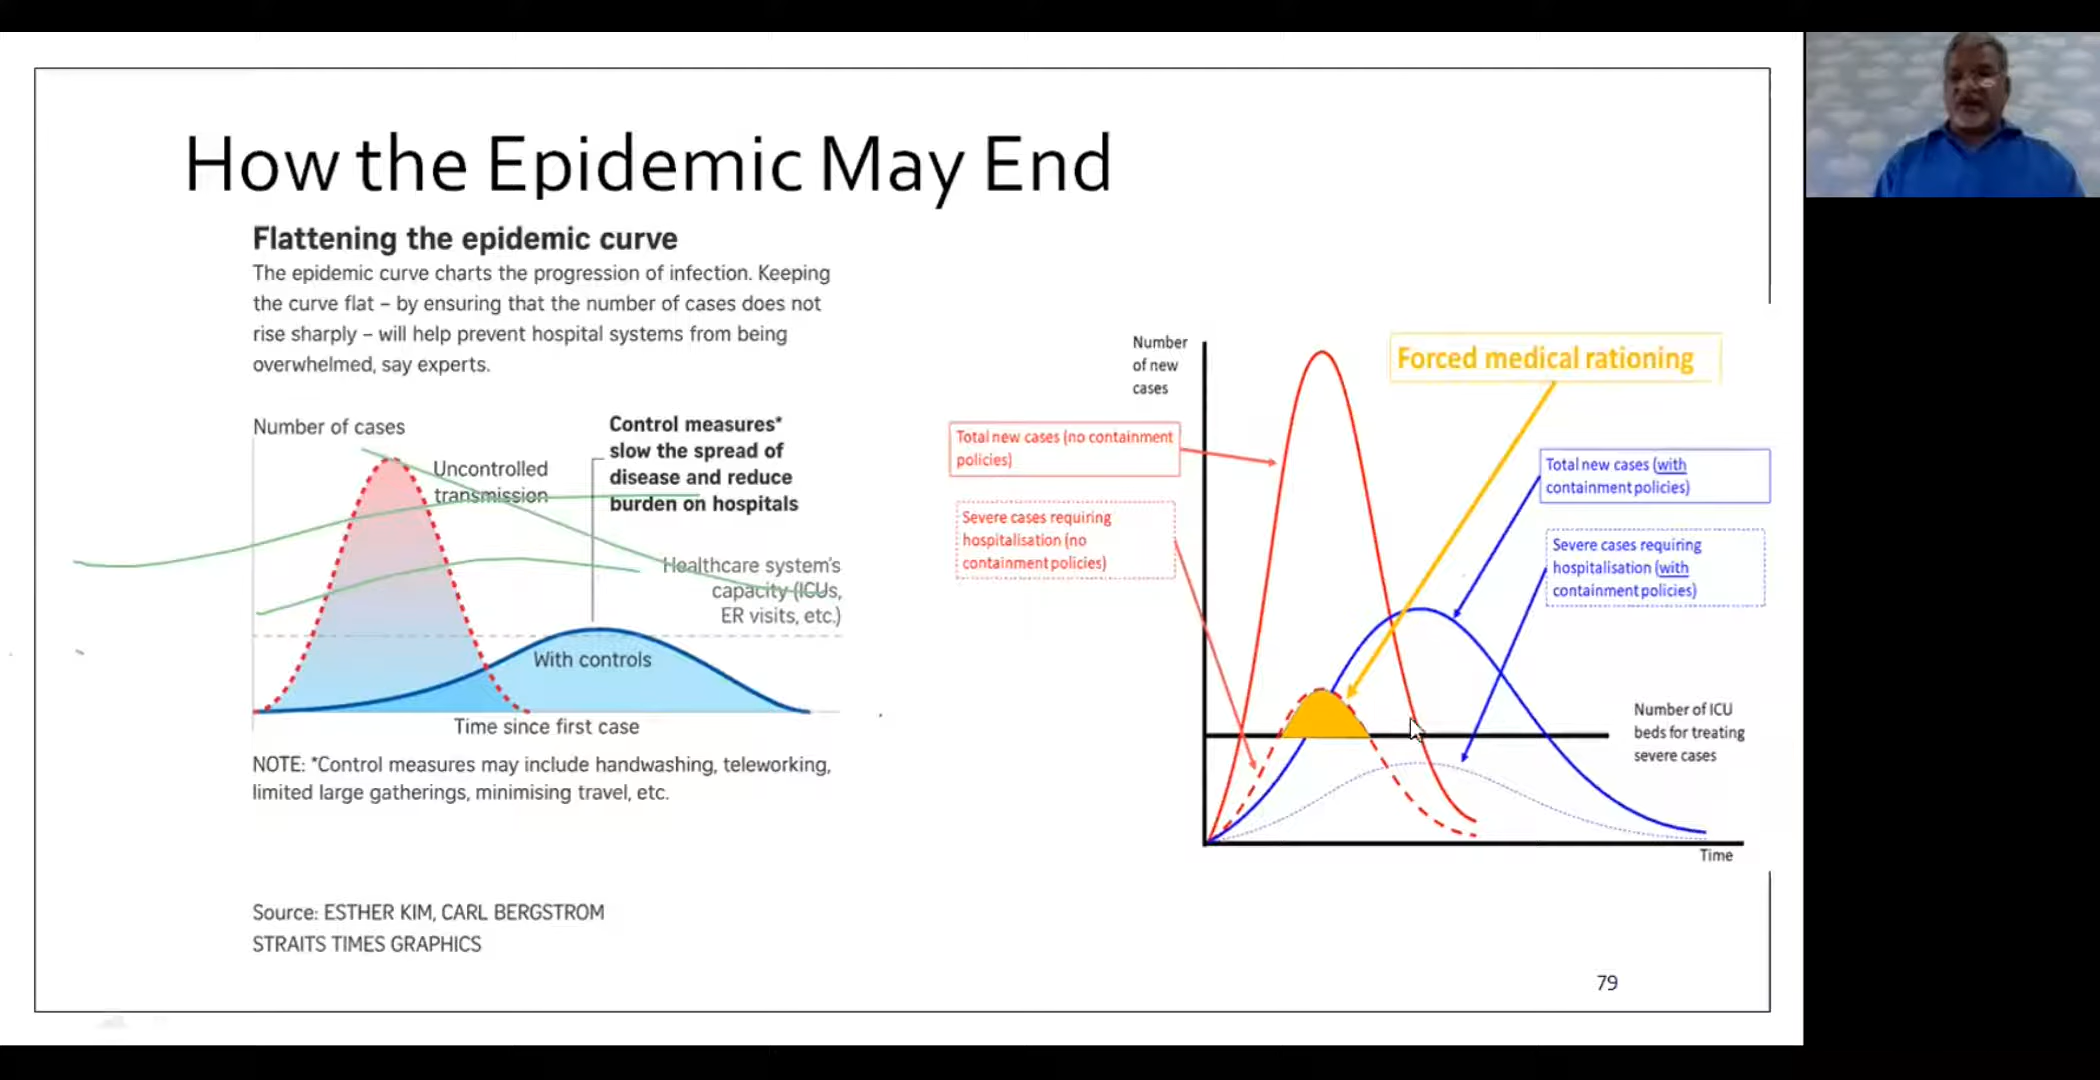 How the Epidemic May End
Flattening the epidemic curve
The epidemic curve charts the progression of infection. Keeping
the curve flat – by ensuring that the number of cases does not
rise sharply – will help prevent hospital systems from being
overwhelmed, say experts.
Number of cases
Uncontrolled
transmission
Control measures*
slow the spread of
disease and reduce
burden on hospitals
Healthcare system's
capacity (ICUs,
ER visits, etc.)
With controls
Time since first case
NOTE: *Control measures may include handwashing, teleworking,
limited large gatherings, minimising travel, etc.
Source: ESTHER KIM, CARL BERGSTROM
STRAITS TIMES GRAPHICS
Number
of new
cases
Forced medical rationing
Total new cases (no containment
policies)
Severe cases requiring
hospitalisation (no
containment policies)
Total new cases (with
containment policies)
Severe cases requiring
hospitalisation (with
containment policies)
Number of ICU
beds for treating
severe cases
Time
79